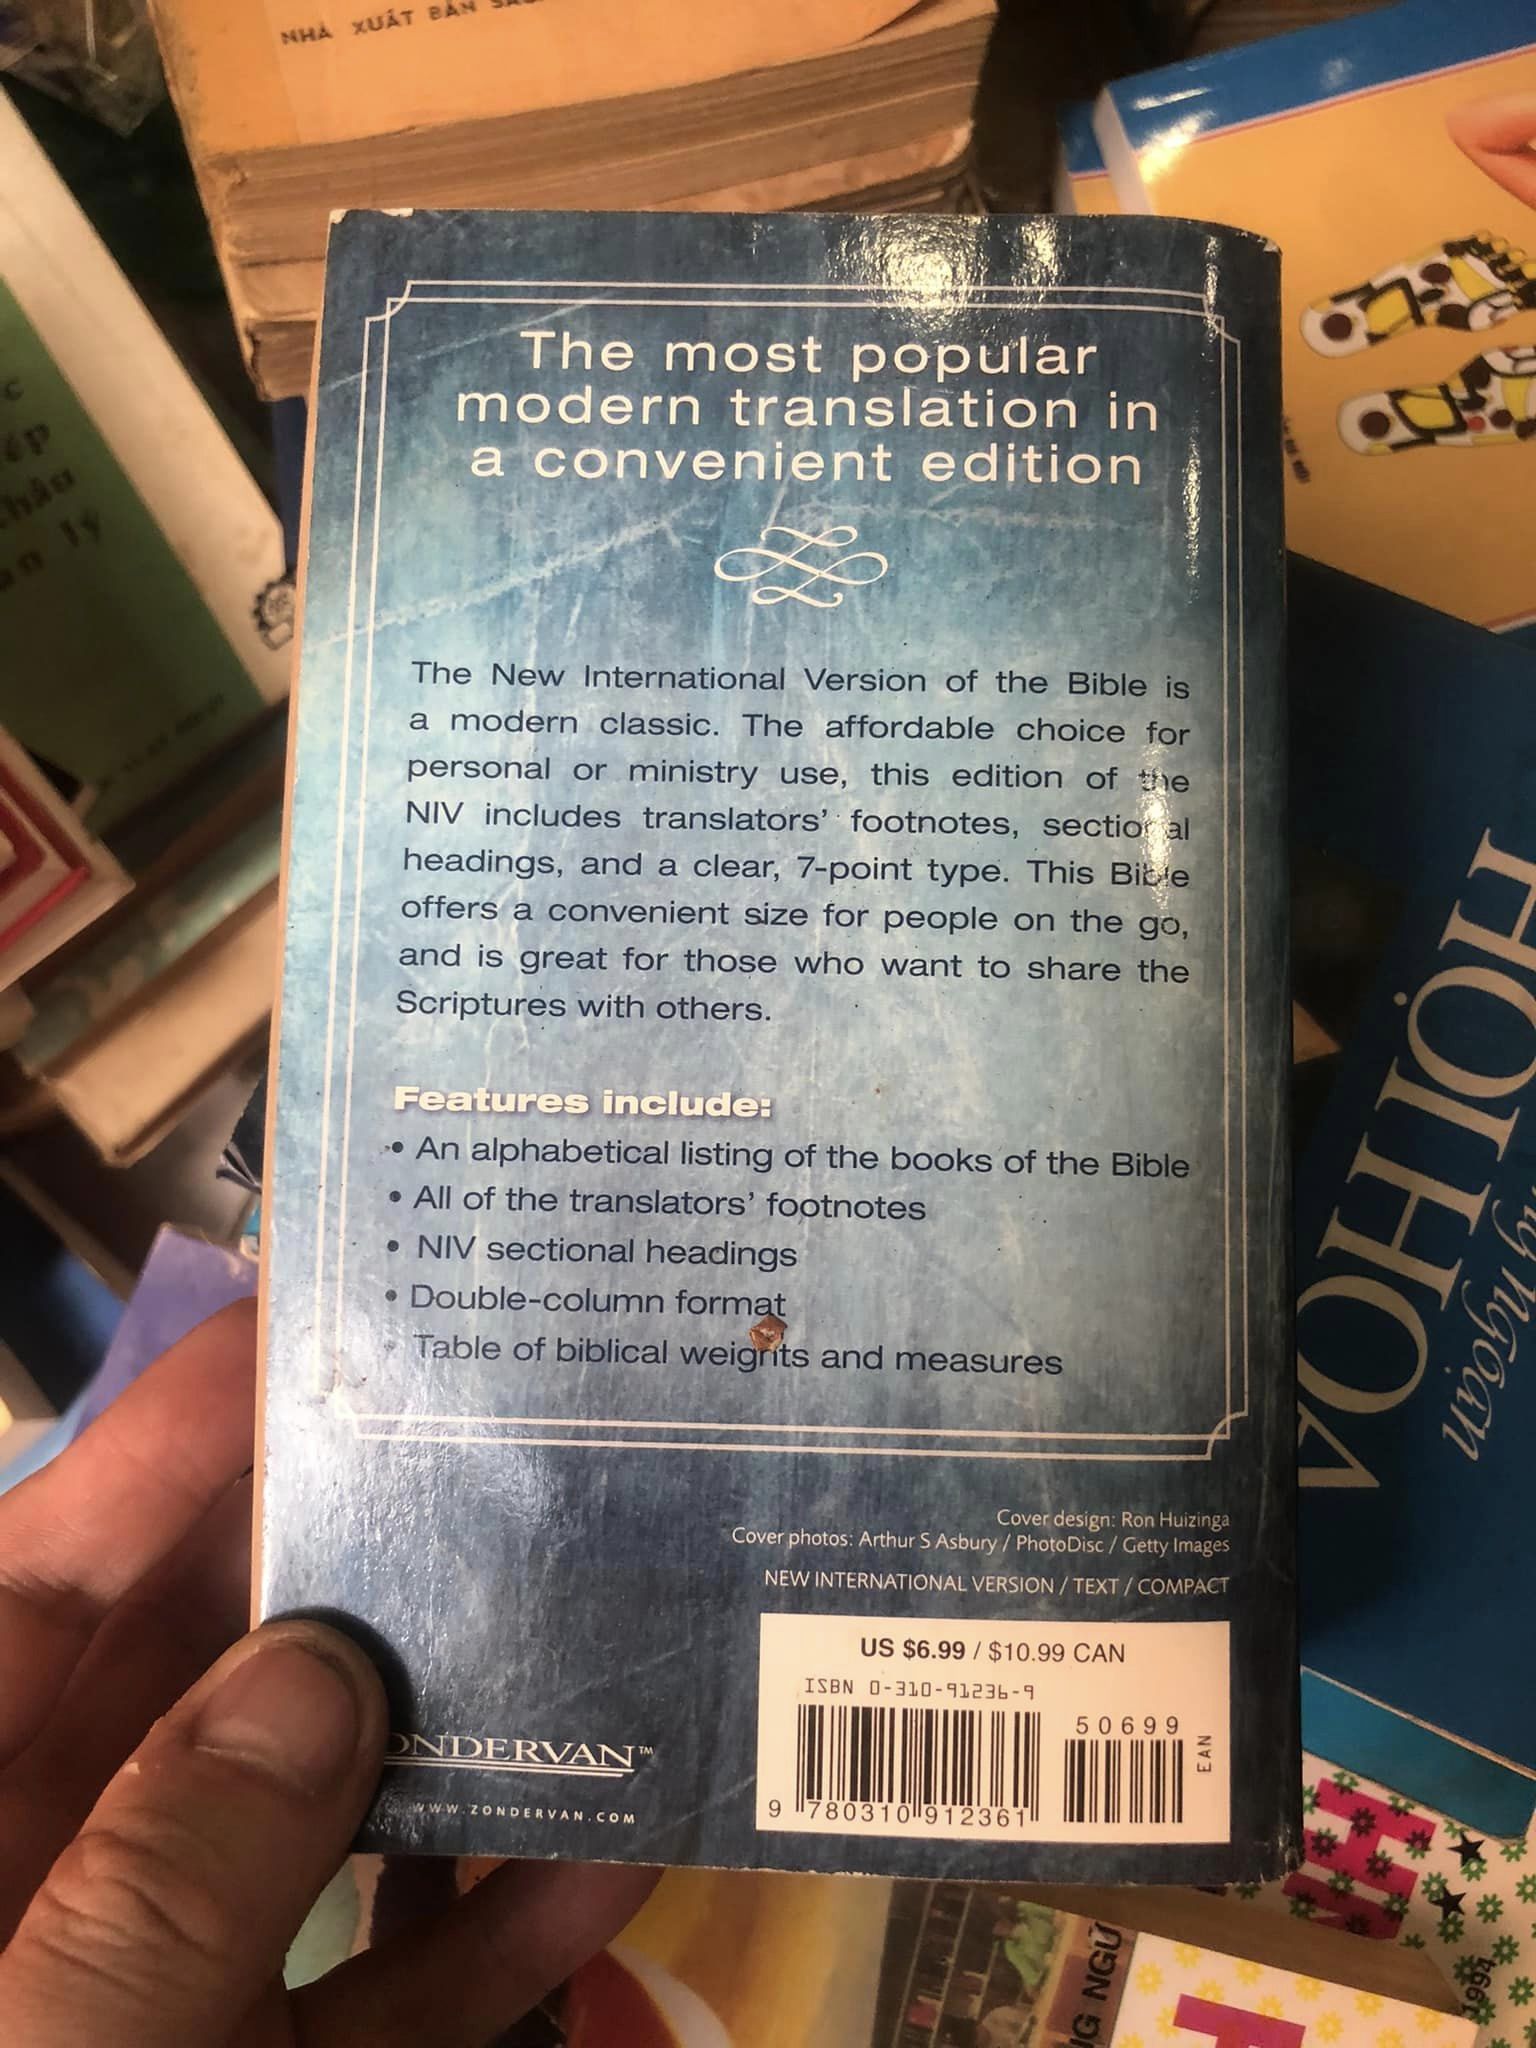 NHÀ XUẤT BẢN
The most popular
modern translation in
a convenient edition
The New International Version of the Bible is
a modern classic. The affordable choice for
personal or ministry use, this edition of the
NIV includes translators' footnotes, sectional
headings, and a clear, 7-point type. This Bible
offers a convenient size for people on the go,
and is great for those who want to share the
Scriptures with others.
Features include:
• An alphabetical listing of the books of the Bible
• All of the translators' footnotes
• NIV sectional headings
• Double-column format
• Table of biblical weights and measures
Cover design: Ron Huizinga
Cover photos: Arthur S Asbury / PhotoDisc / Getty Images
NEW INTERNATIONAL VERSION / TEXT / COMPACT
US $6.99 / $10.99 CAN
ISBN 0-310-91236-9
50699
EAN
9 780310 912361
ONDERVAN™
WWW.ZONDERVAN.COM
HỘI HỌA
NGỮ
1994